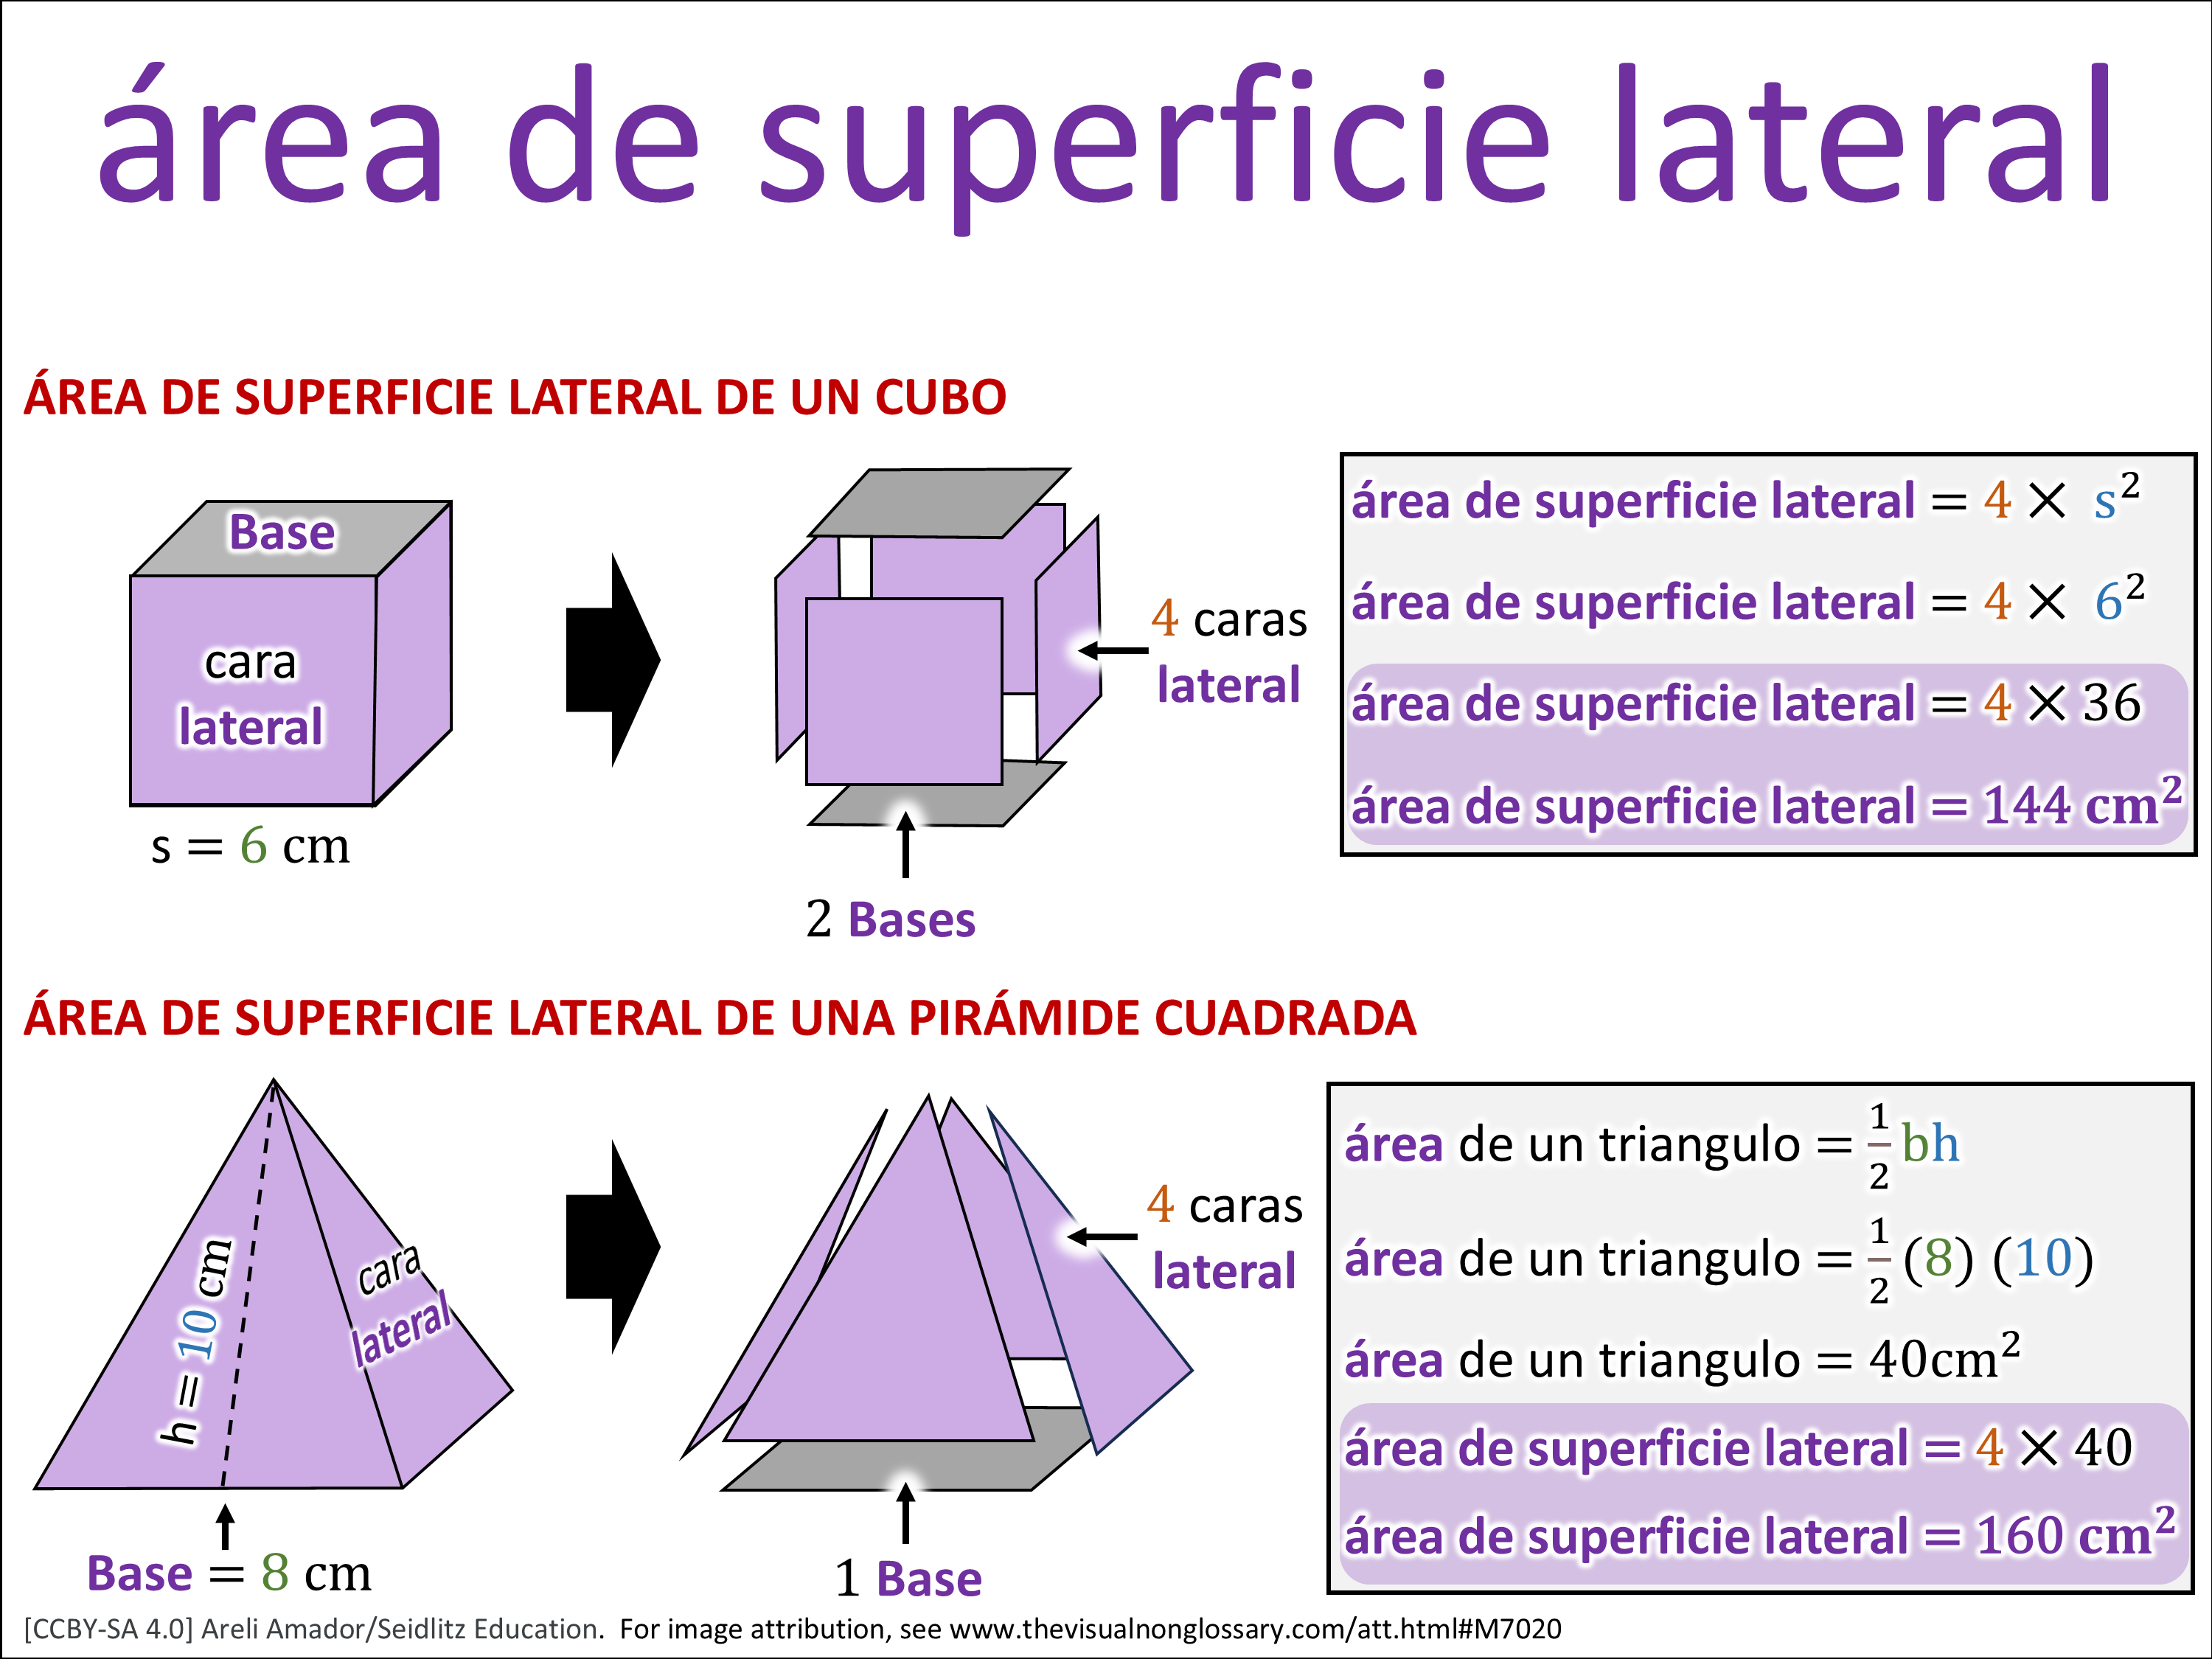 área de superficie lateral
ÁREA DE SUPERFICIE LATERAL DE UN CUBO
Base
cara
lateral
s = 6 cm
4 caras
lateral
2 Bases
área de superficie lateral = 4 × s²
área de superficie lateral = 4 × 6²
área de superficie lateral = 4 × 36
área de superficie lateral = 144 cm²
ÁREA DE SUPERFICIE LATERAL DE UNA PIRÁMIDE CUADRADA
h = 10 cm
cara
lateral
Base = 8 cm
4 caras
lateral
1 Base
área de un triangulo = 1/2 bh
área de un triangulo = 1/2 (8) (10)
área de un triangulo = 40cm²
área de superficie lateral = 4 × 40
área de superficie lateral = 160 cm²
[CCBY-SA 4.0] Areli Amador/Seidlitz Education. For image attribution, see www.thevisualnonglossary.com/att.html#M7020